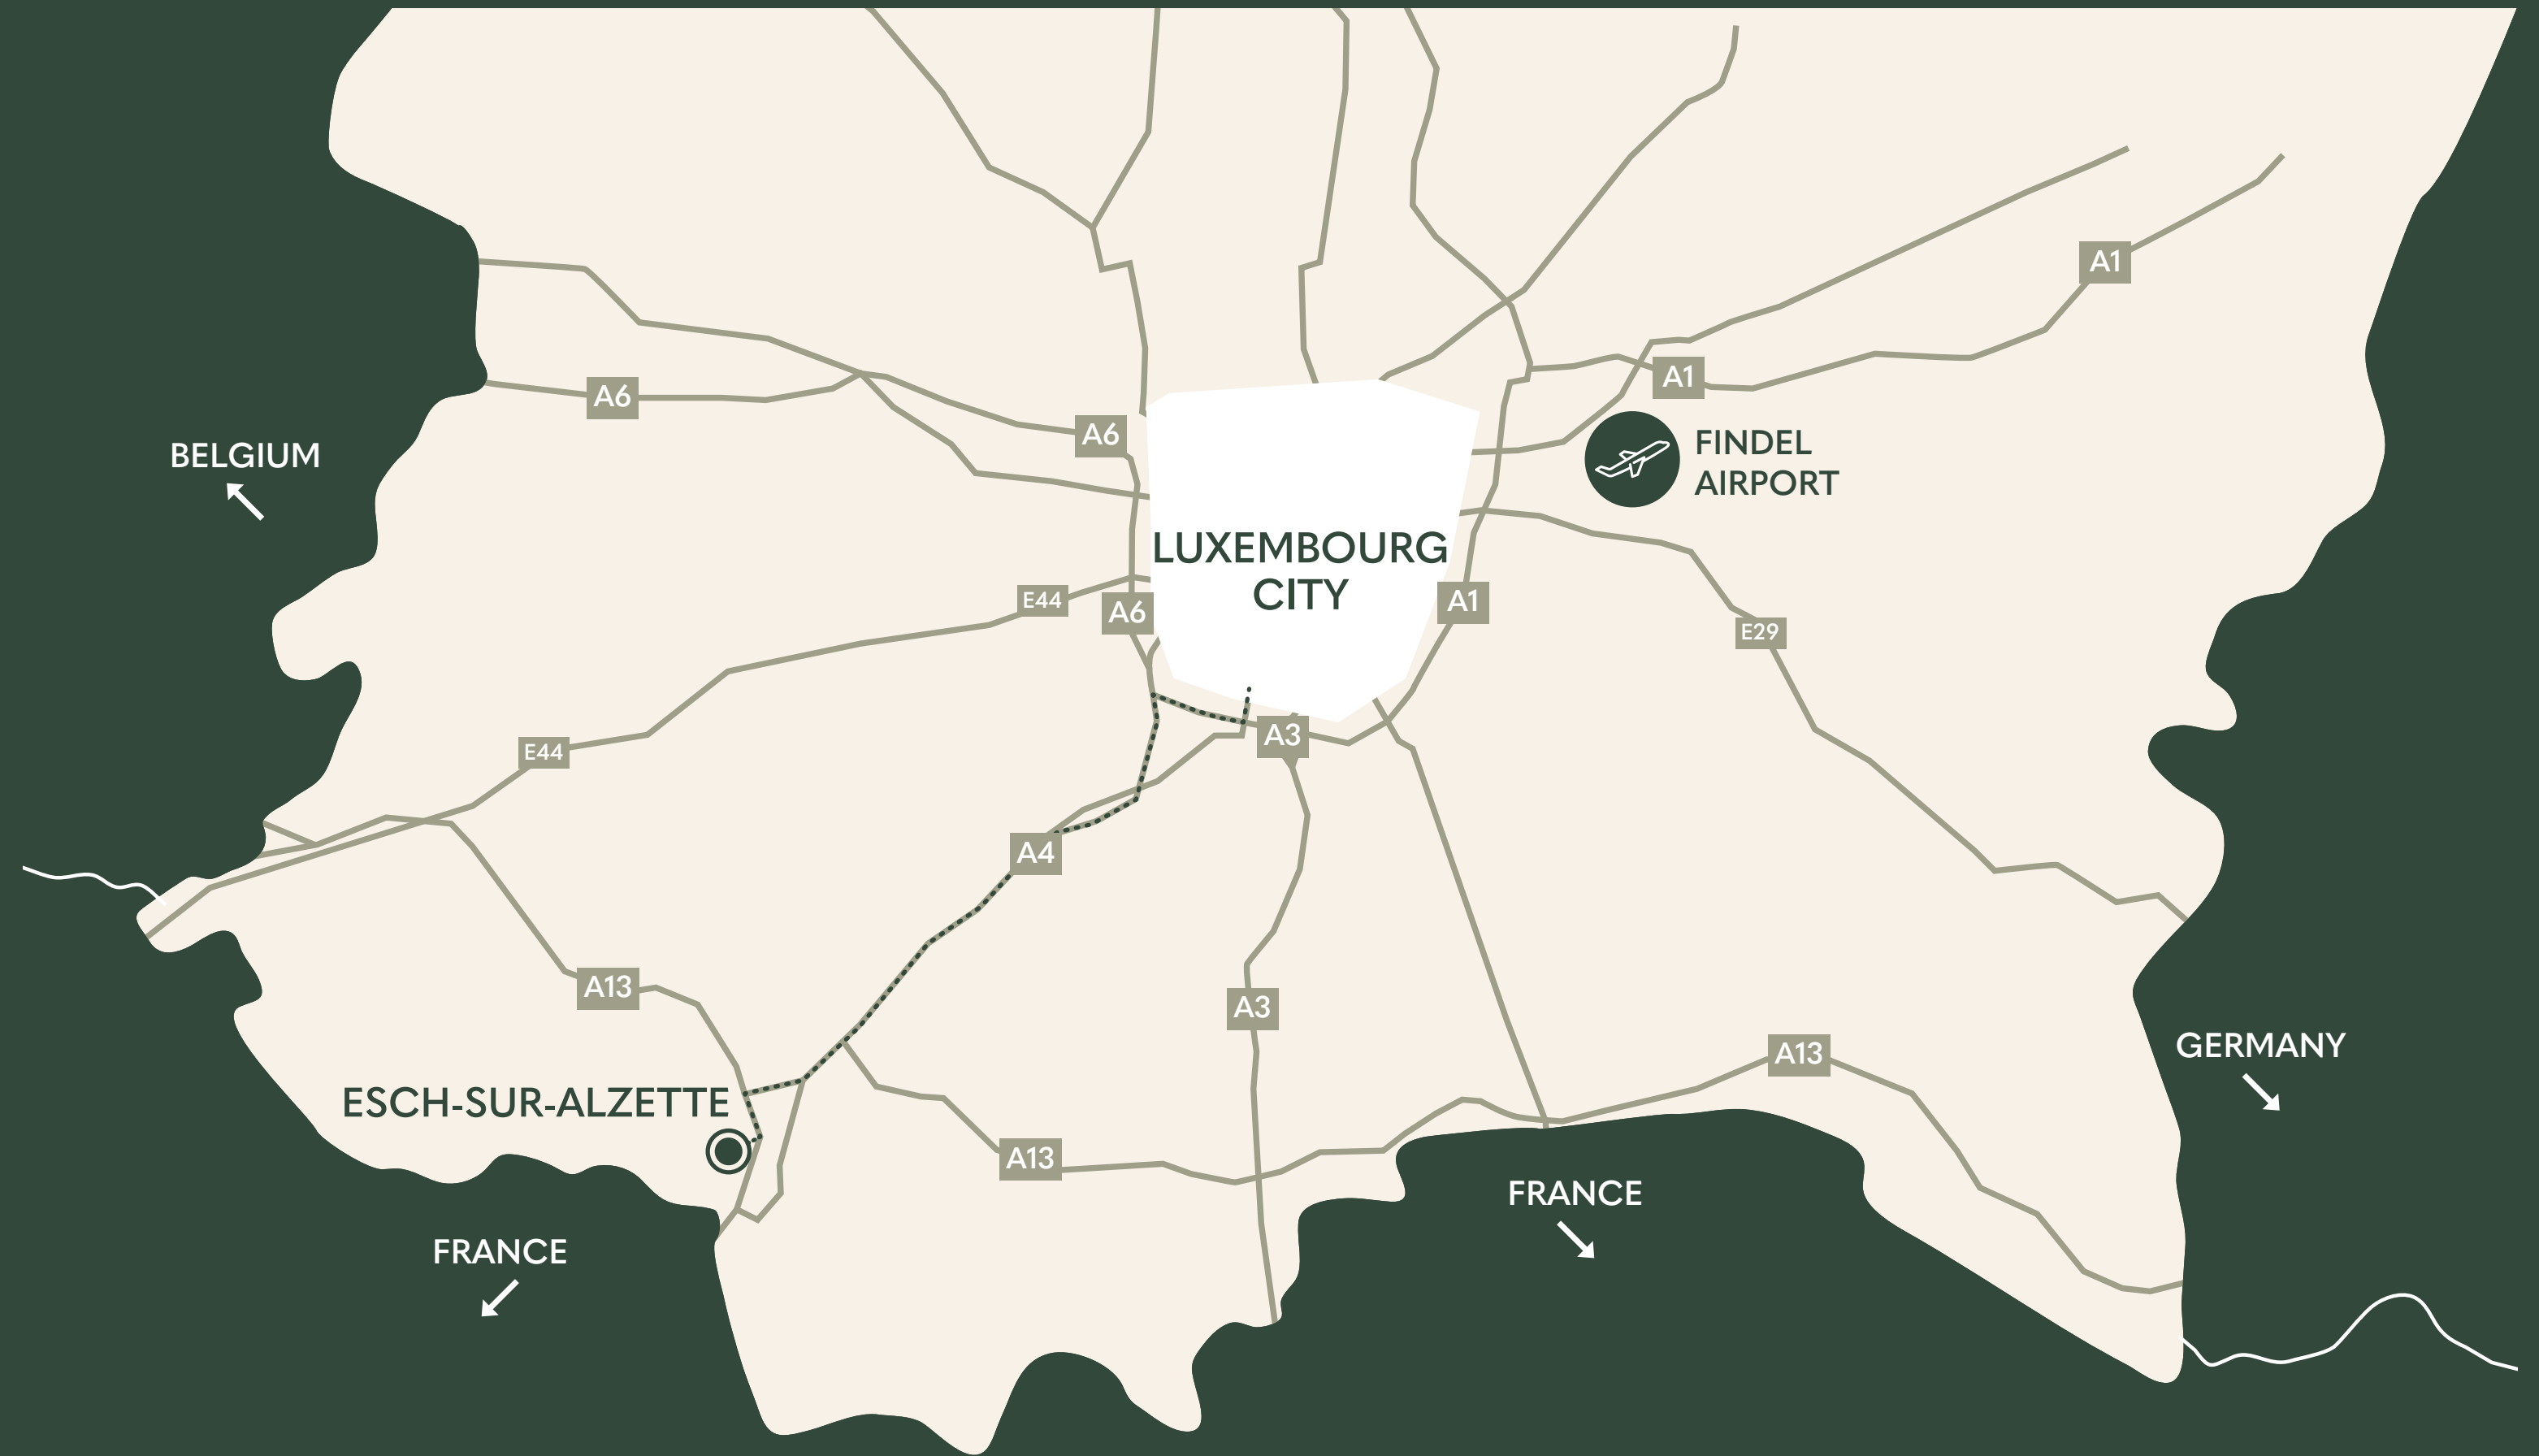 A1
A1
A6
A6
FINDEL
AIRPORT
BELGIUM
LUXEMBOURG
CITY
E44
A6
A1
E29
A3
E44
A4
A13
A3
A13
GERMANY
ESCH-SUR-ALZETTE
A13
FRANCE
FRANCE